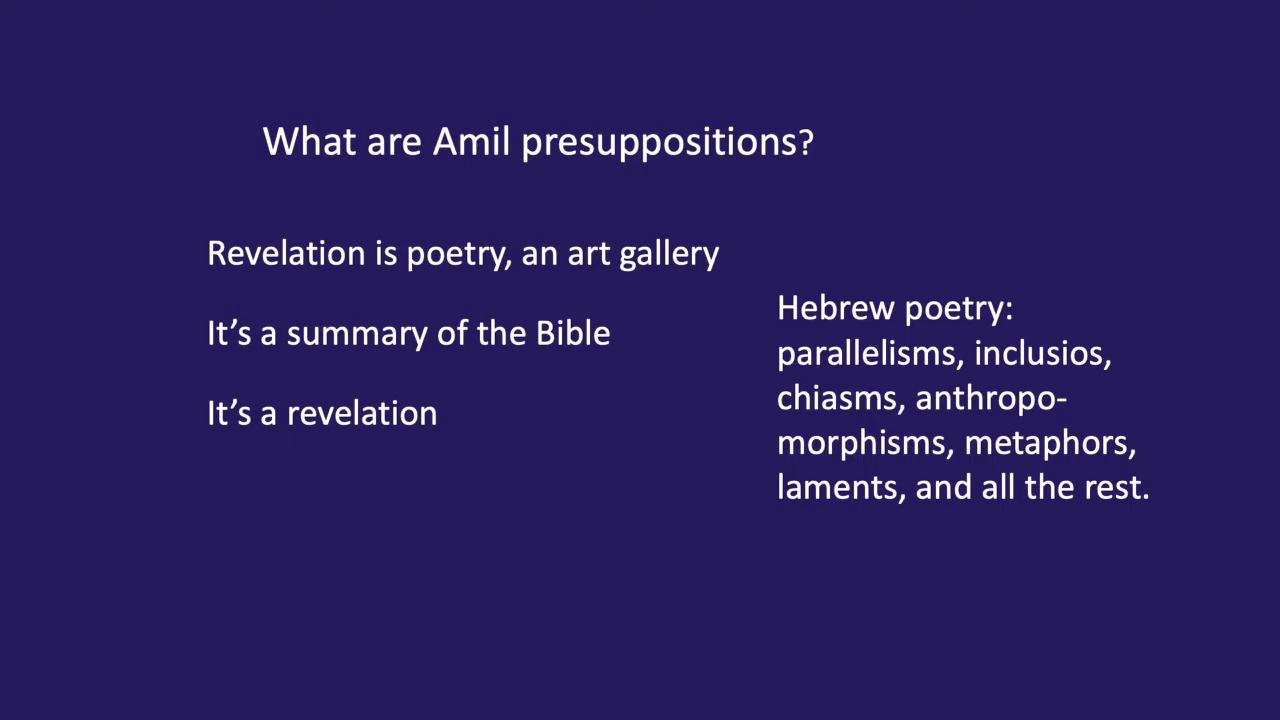 What are Amil presuppositions?
Revelation is poetry, an art gallery
It’s a summary of the Bible
It’s a revelation
Hebrew poetry:
parallelisms, inclusios,
chiasms, anthropo-
morphisms, metaphors,
laments, and all the rest.